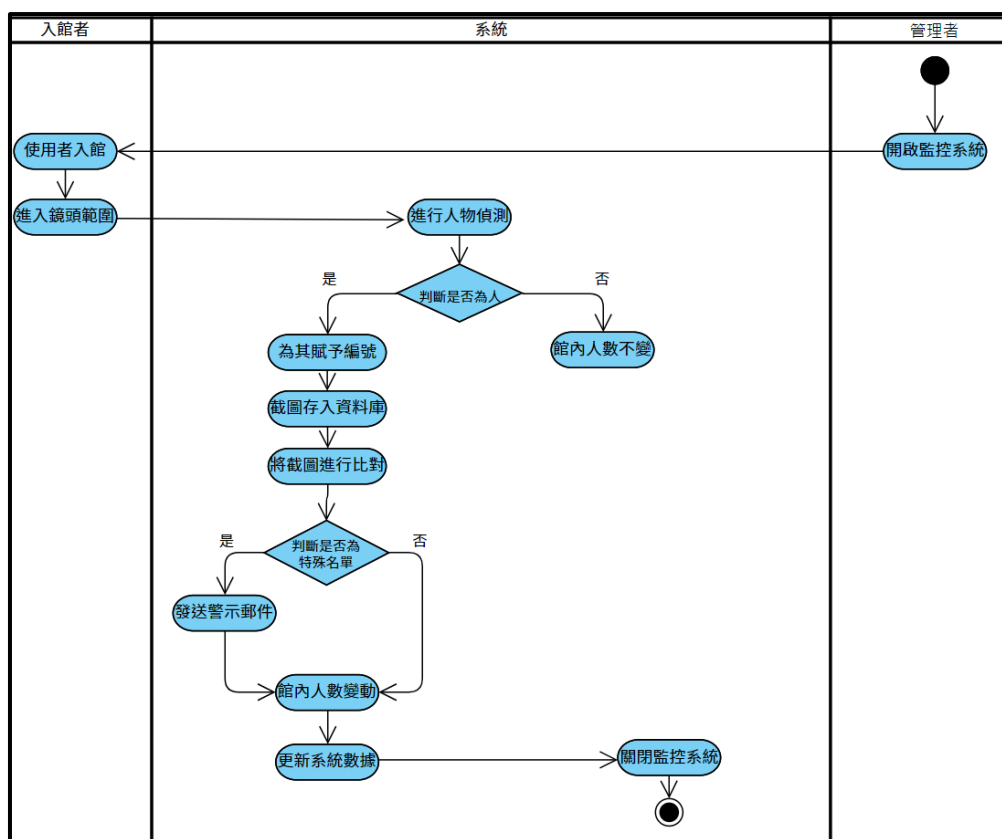 入館者
系統
管理者
使用者入館
開啟監控系統
進入鏡頭範圍
進行人物偵測
是
否
判斷是否為人
為其賦予編號
館內人數不變
截圖存入資料庫
將截圖進行比對
是
否
判斷是否為
特殊名單
發送警示郵件
館內人數變動
更新系統數據
關閉監控系統